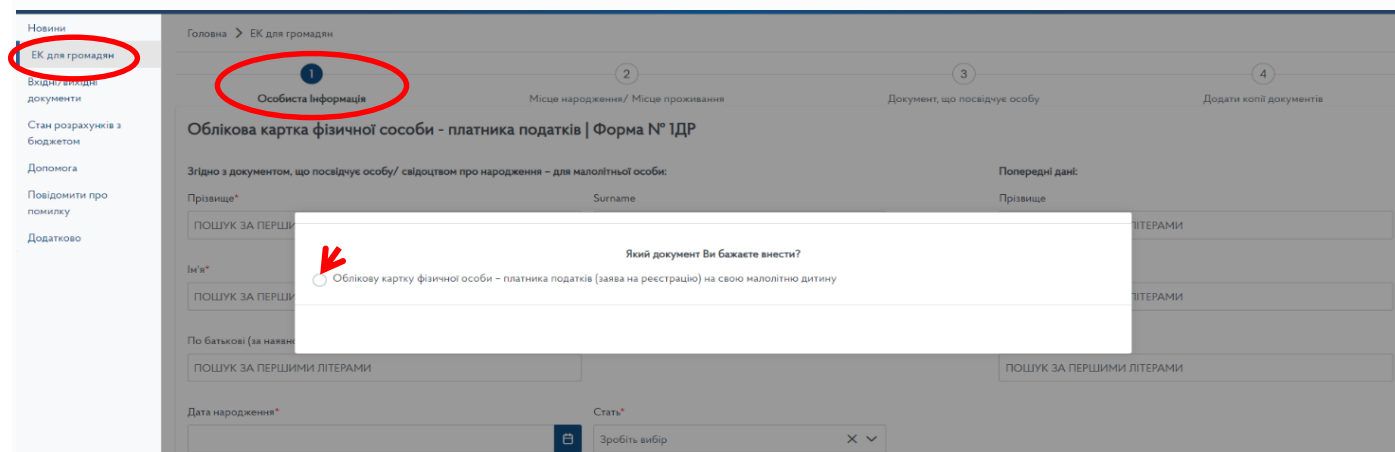 Новини
ЕК для громадян
Вхідні/вихідні
документи
Стан розрахунків з
бюджетом
Допомога
Повідомити про
помилку
Додатково
Головна > ЕК для громадян
1
2
3
4
Особиста Інформація
Місце народження/ Місце проживання
Документ, що посвідчує особу
Додати копії документів
Облікова картка фізичної сособи - платника податків | Форма № 1ДР
Згідно з документом, що посвідчує особу/ свідоцтвом про народження – для малолітньої особи:
Попередні дані:
Прізвище*
Surname
Прізвище
ПОШУК ЗА ПЕРШИ
ІТЕРАМИ
Який документ Ви бажаєте внести?
Облікову картку фізичної особи – платника податків (заява на реєстрацію) на свою малолітню дитину
Ім'я*
ПОШУК ЗА ПЕРШИ
ІТЕРАМИ
По батькові (за наявно
ПОШУК ЗА ПЕРШИМИ ЛІТЕРАМИ
ПОШУК ЗА ПЕРШИМИ ЛІТЕРАМИ
Дата народження*
Стать*
Зробіть вибір